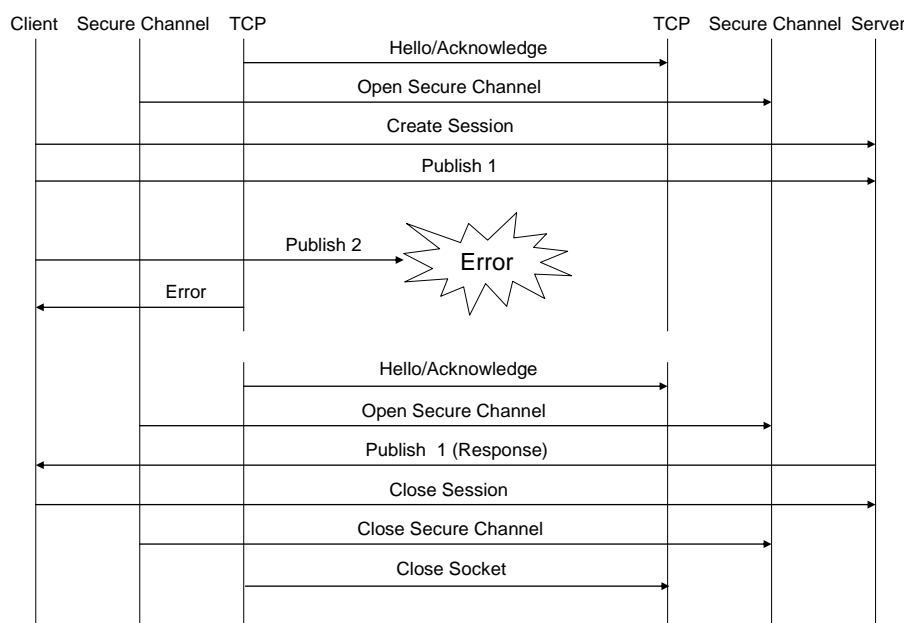 Client Secure Channel TCP TCP Secure Channel Server
Hello/Acknowledge
Open Secure Channel
Create Session
Publish 1
Publish 2
Error
Error
Hello/Acknowledge
Open Secure Channel
Publish 1 (Response)
Close Session
Close Secure Channel
Close Socket